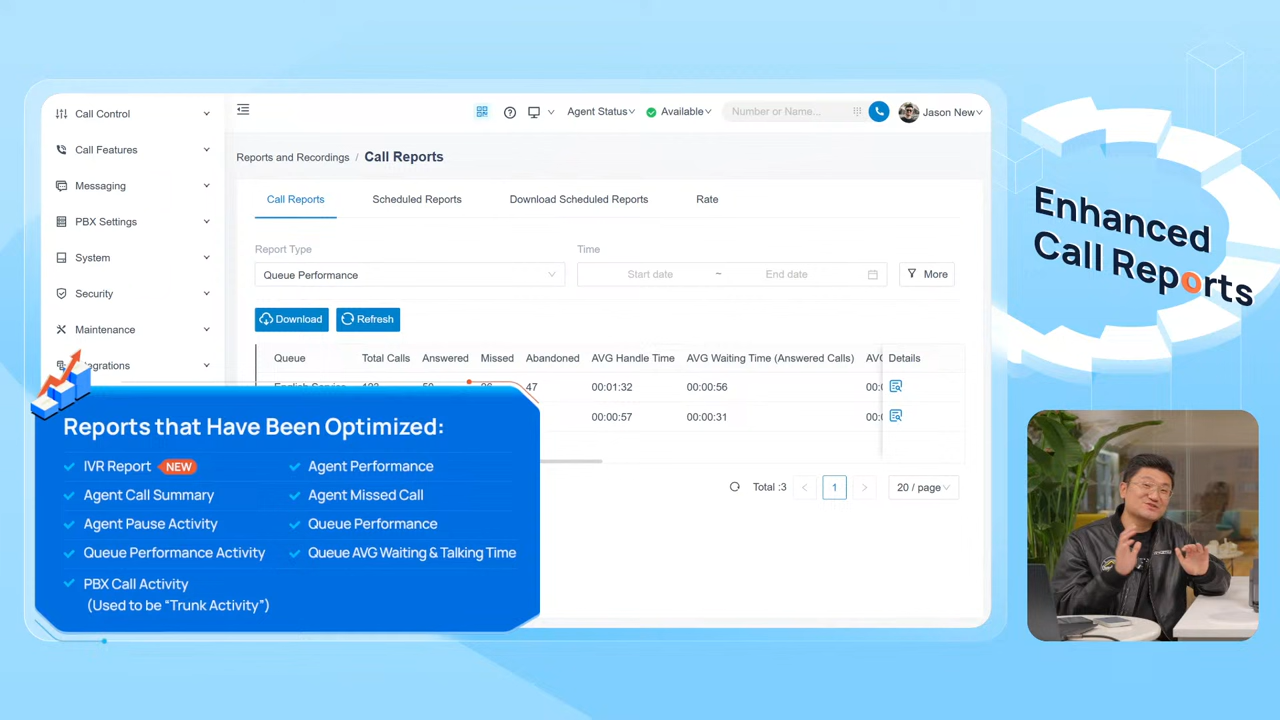 Call Control
Call Features
Messaging
PBX Settings
System
Security
Maintenance
Agent Status
Available
Number or Name...
Jason New
Reports and Recordings / Call Reports
Call Reports
Scheduled Reports
Download Scheduled Reports
Rate
Report Type
Time
Queue Performance
Start date
~
End date
More
Download
Refresh
Queue
Total Calls
Answered
Missed
Abandoned
AVG Handle Time
AVG Waiting Time (Answered Calls)
Details
47
00:01:32
00:00:56
00:00:57
00:00:31
Total :3
1
20 / page
Reports that Have Been Optimized:
IVR Report NEW
Agent Performance
Agent Call Summary
Agent Missed Call
Agent Pause Activity
Queue Performance
Queue Performance Activity
Queue AVG Waiting & Talking Time
PBX Call Activity
(Used to be “Trunk Activity”)
Enhanced
Call Reports